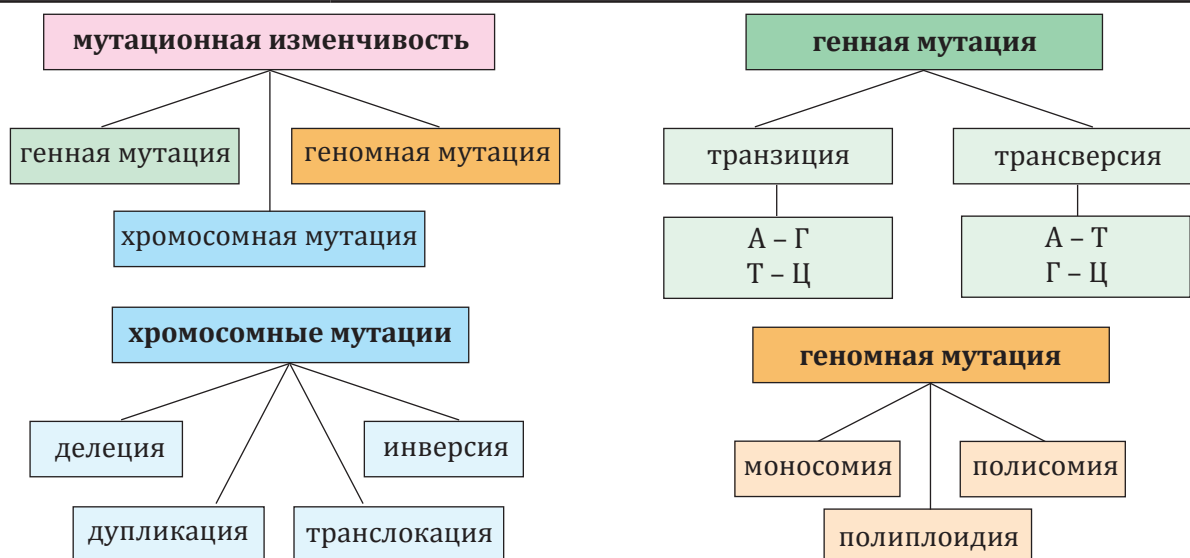 мутационная изменчивость
генная мутация
геномная мутация
хромосомная мутация
генная мутация
транзиция
трансверсия
А – Г
Т – Ц
А – Т
Г – Ц
хромосомные мутации
делеция
инверсия
дупликация
транслокация
геномная мутация
моносомия
полисомия
полиплоидия